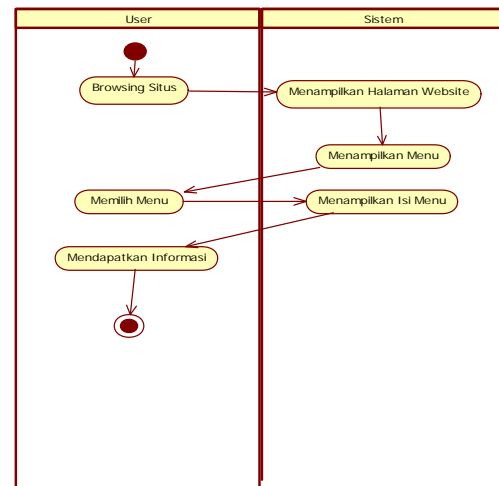 User
Sistem
Browsing Situs
Menampilkan Halaman Website
Menampilkan Menu
Memilih Menu
Menampilkan Isi Menu
Mendapatkan Informasi